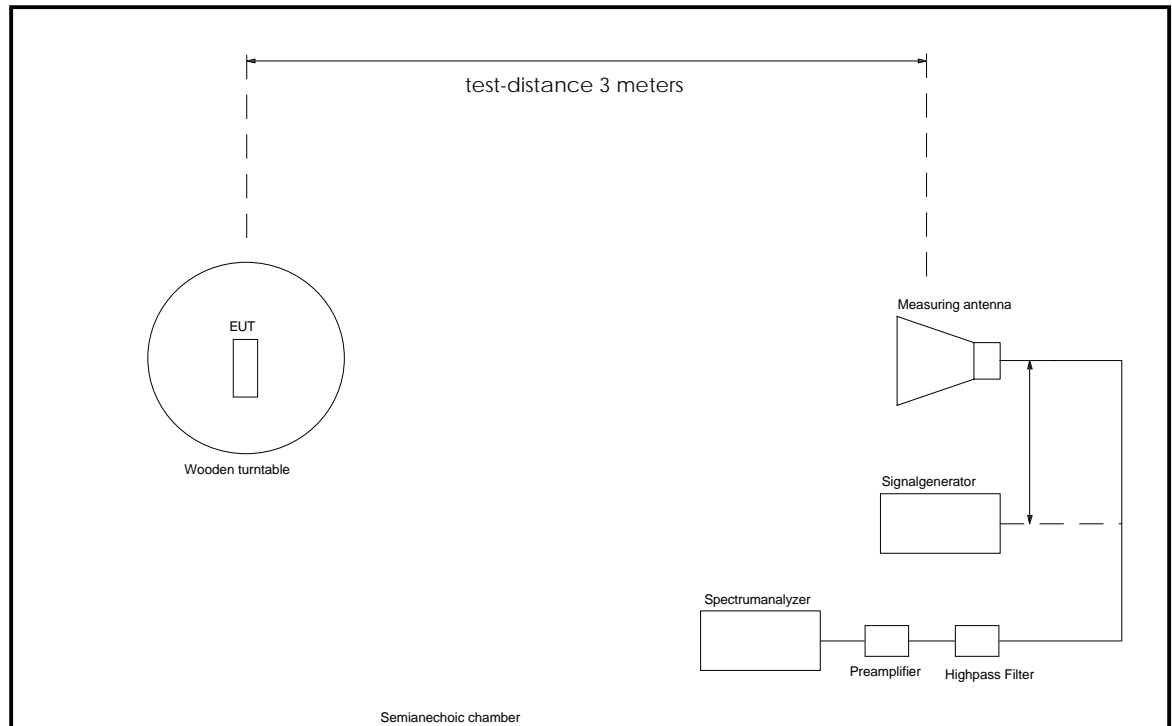 test-distance 3 meters
Measuring antenna
EUT
Wooden turntable
Signalgenerator
Spectrumanalyzer
Preamplifier
Highpass Filter
Semianechoic chamber